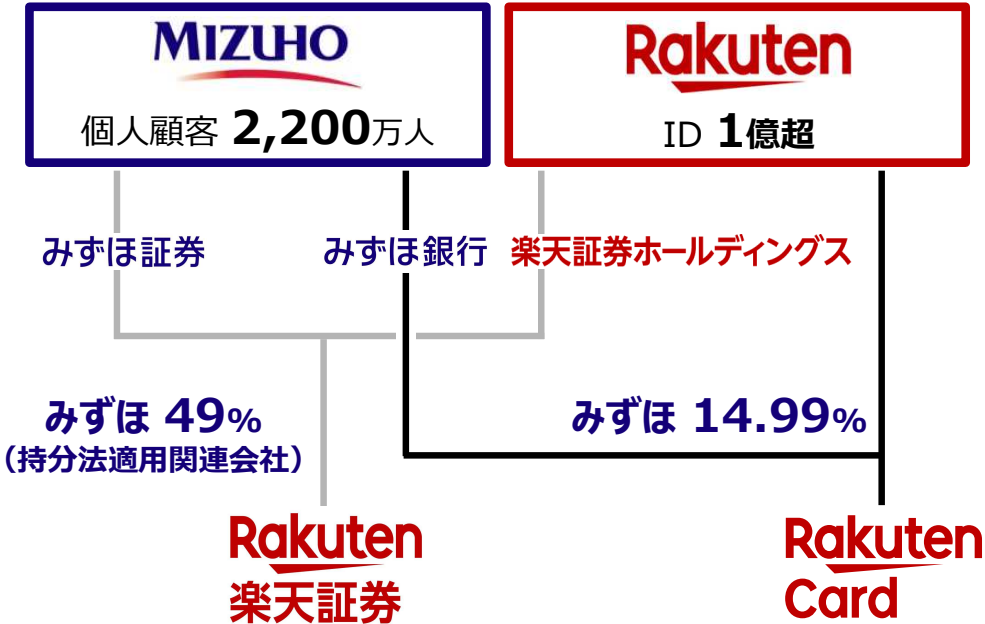 MIZUHO
個人顧客 2,200万人
Rakuten
ID 1億超
みずほ証券
みずほ銀行
楽天証券ホールディングス
みずほ 49%
（持分法適用関連会社）
みずほ 14.99%
Rakuten
楽天証券
Rakuten
Card